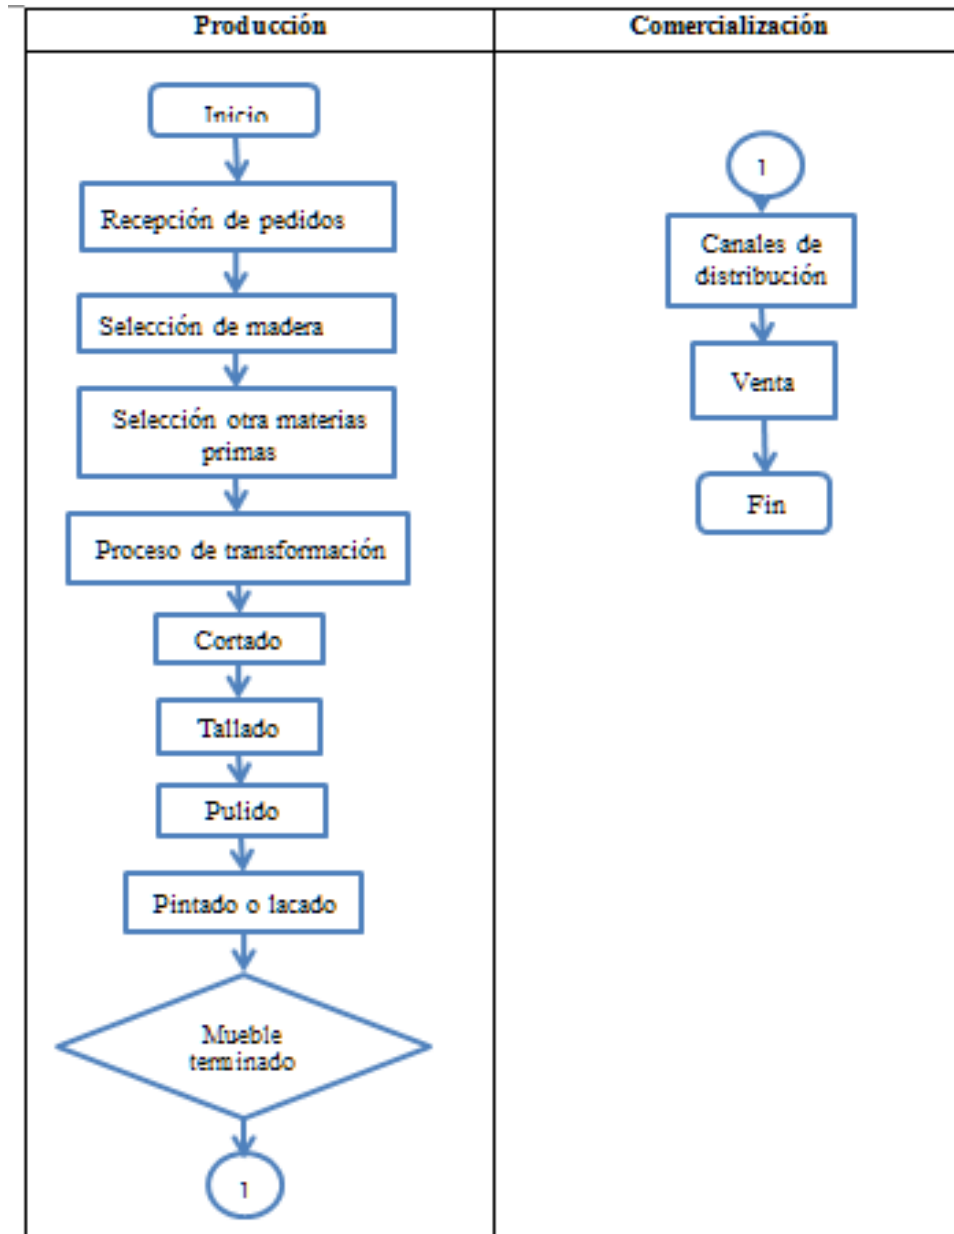 Producción
Inicio
Recepción de pedidos
Selección de madera
Selección otra materias
primas
Proceso de transformación
Cortado
Tallado
Pulido
Pintado o lacado
Mueble
terminado
1
Comercialización
1
Canales de
distribución
Venta
Fin